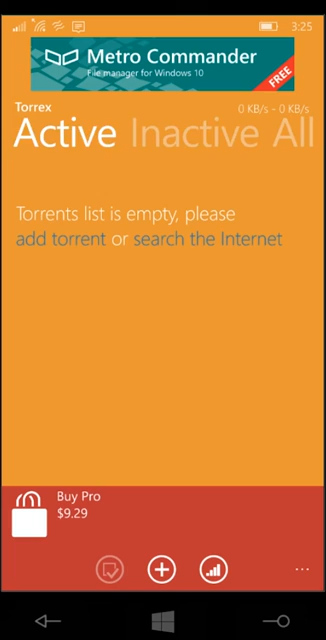 3:25
Metro Commander
File manager for Windows 10
FREE
Torrex
0 KB/s - 0 KB/s
Active Inactive All
Torrents list is empty, please
add torrent or search the Internet
Buy Pro
$9.29